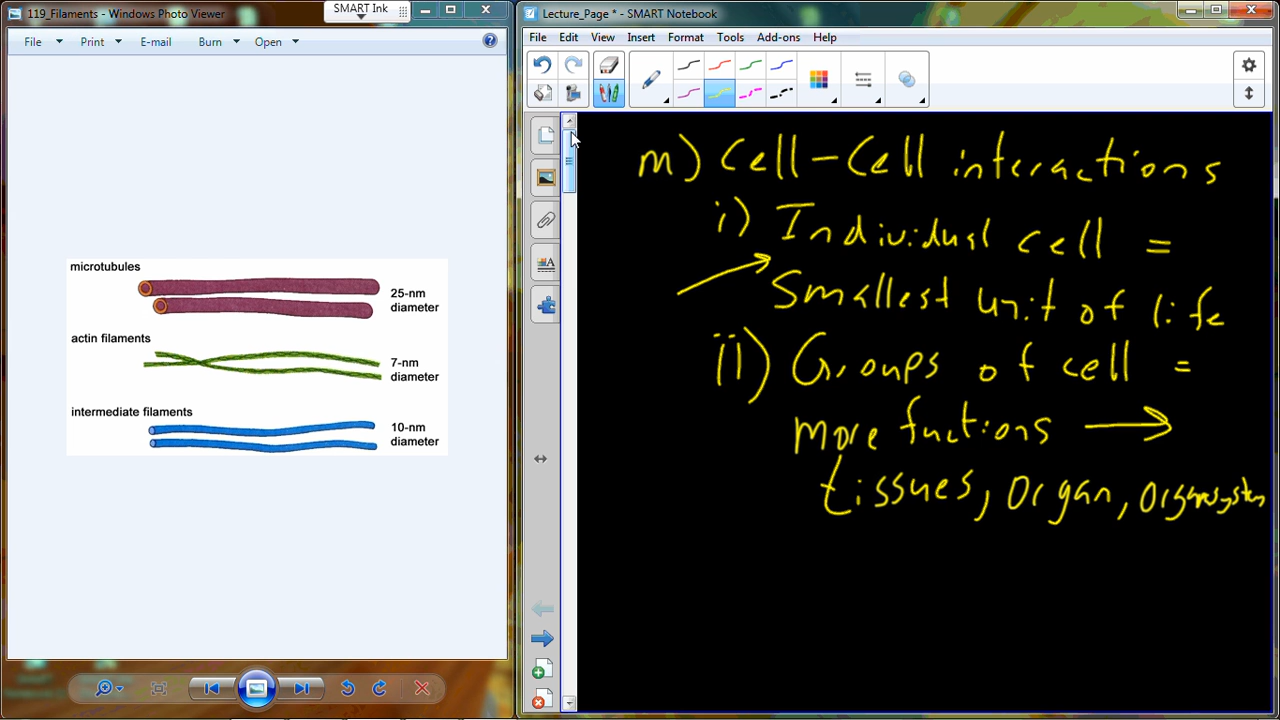 119_Filaments - Windows Photo Viewer
SMART Ink
File Print E-mail Burn Open
microtubules
25-nm
diameter
actin filaments
7-nm
diameter
intermediate filaments
10-nm
diameter
Lecture_Page * - SMART Notebook
File Edit View Insert Format Tools Add-ons Help
m) Cell-Cell interactions
i) Individual cell =
Smallest unit of life
ii) Groups of cell =
more fuctions →
tissues, organ, organsystem